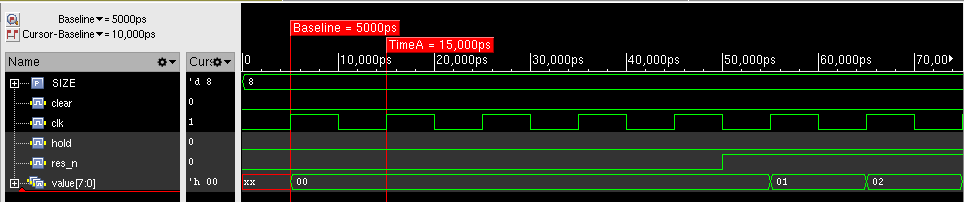 Baseline▼= 5000ps
Cursor-Baseline▼= 10,000ps
Baseline = 5000ps
TimeA = 15,000ps
Name
Curs
0
10,000ps
20,000ps
30,000ps
40,000ps
50,000ps
60,000ps
70,00
SIZE
'd 8
8
clear
0
clk
1
hold
0
res_n
0
value[7:0]
'h 00
xx
00
01
02